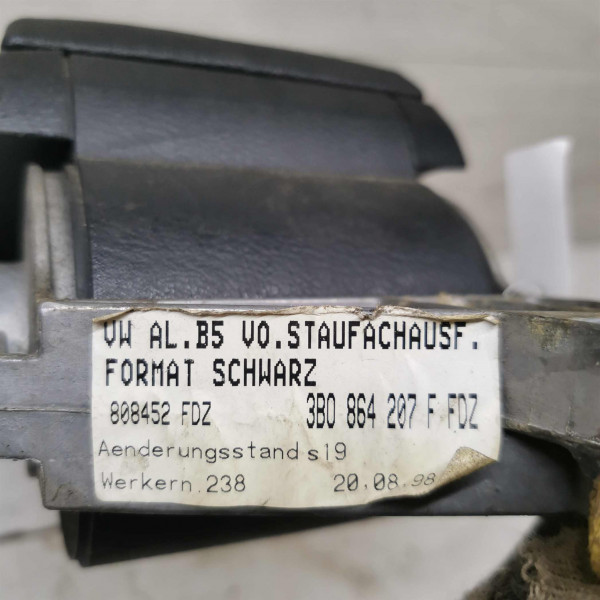 VW AL.B5 VO.STAUFACHAUSF.
FORMAT SCHWARZ
808452 FDZ 3B0 864 207 F FDZ
Aenderungsstand s19
Werkern. 238 20.08.98